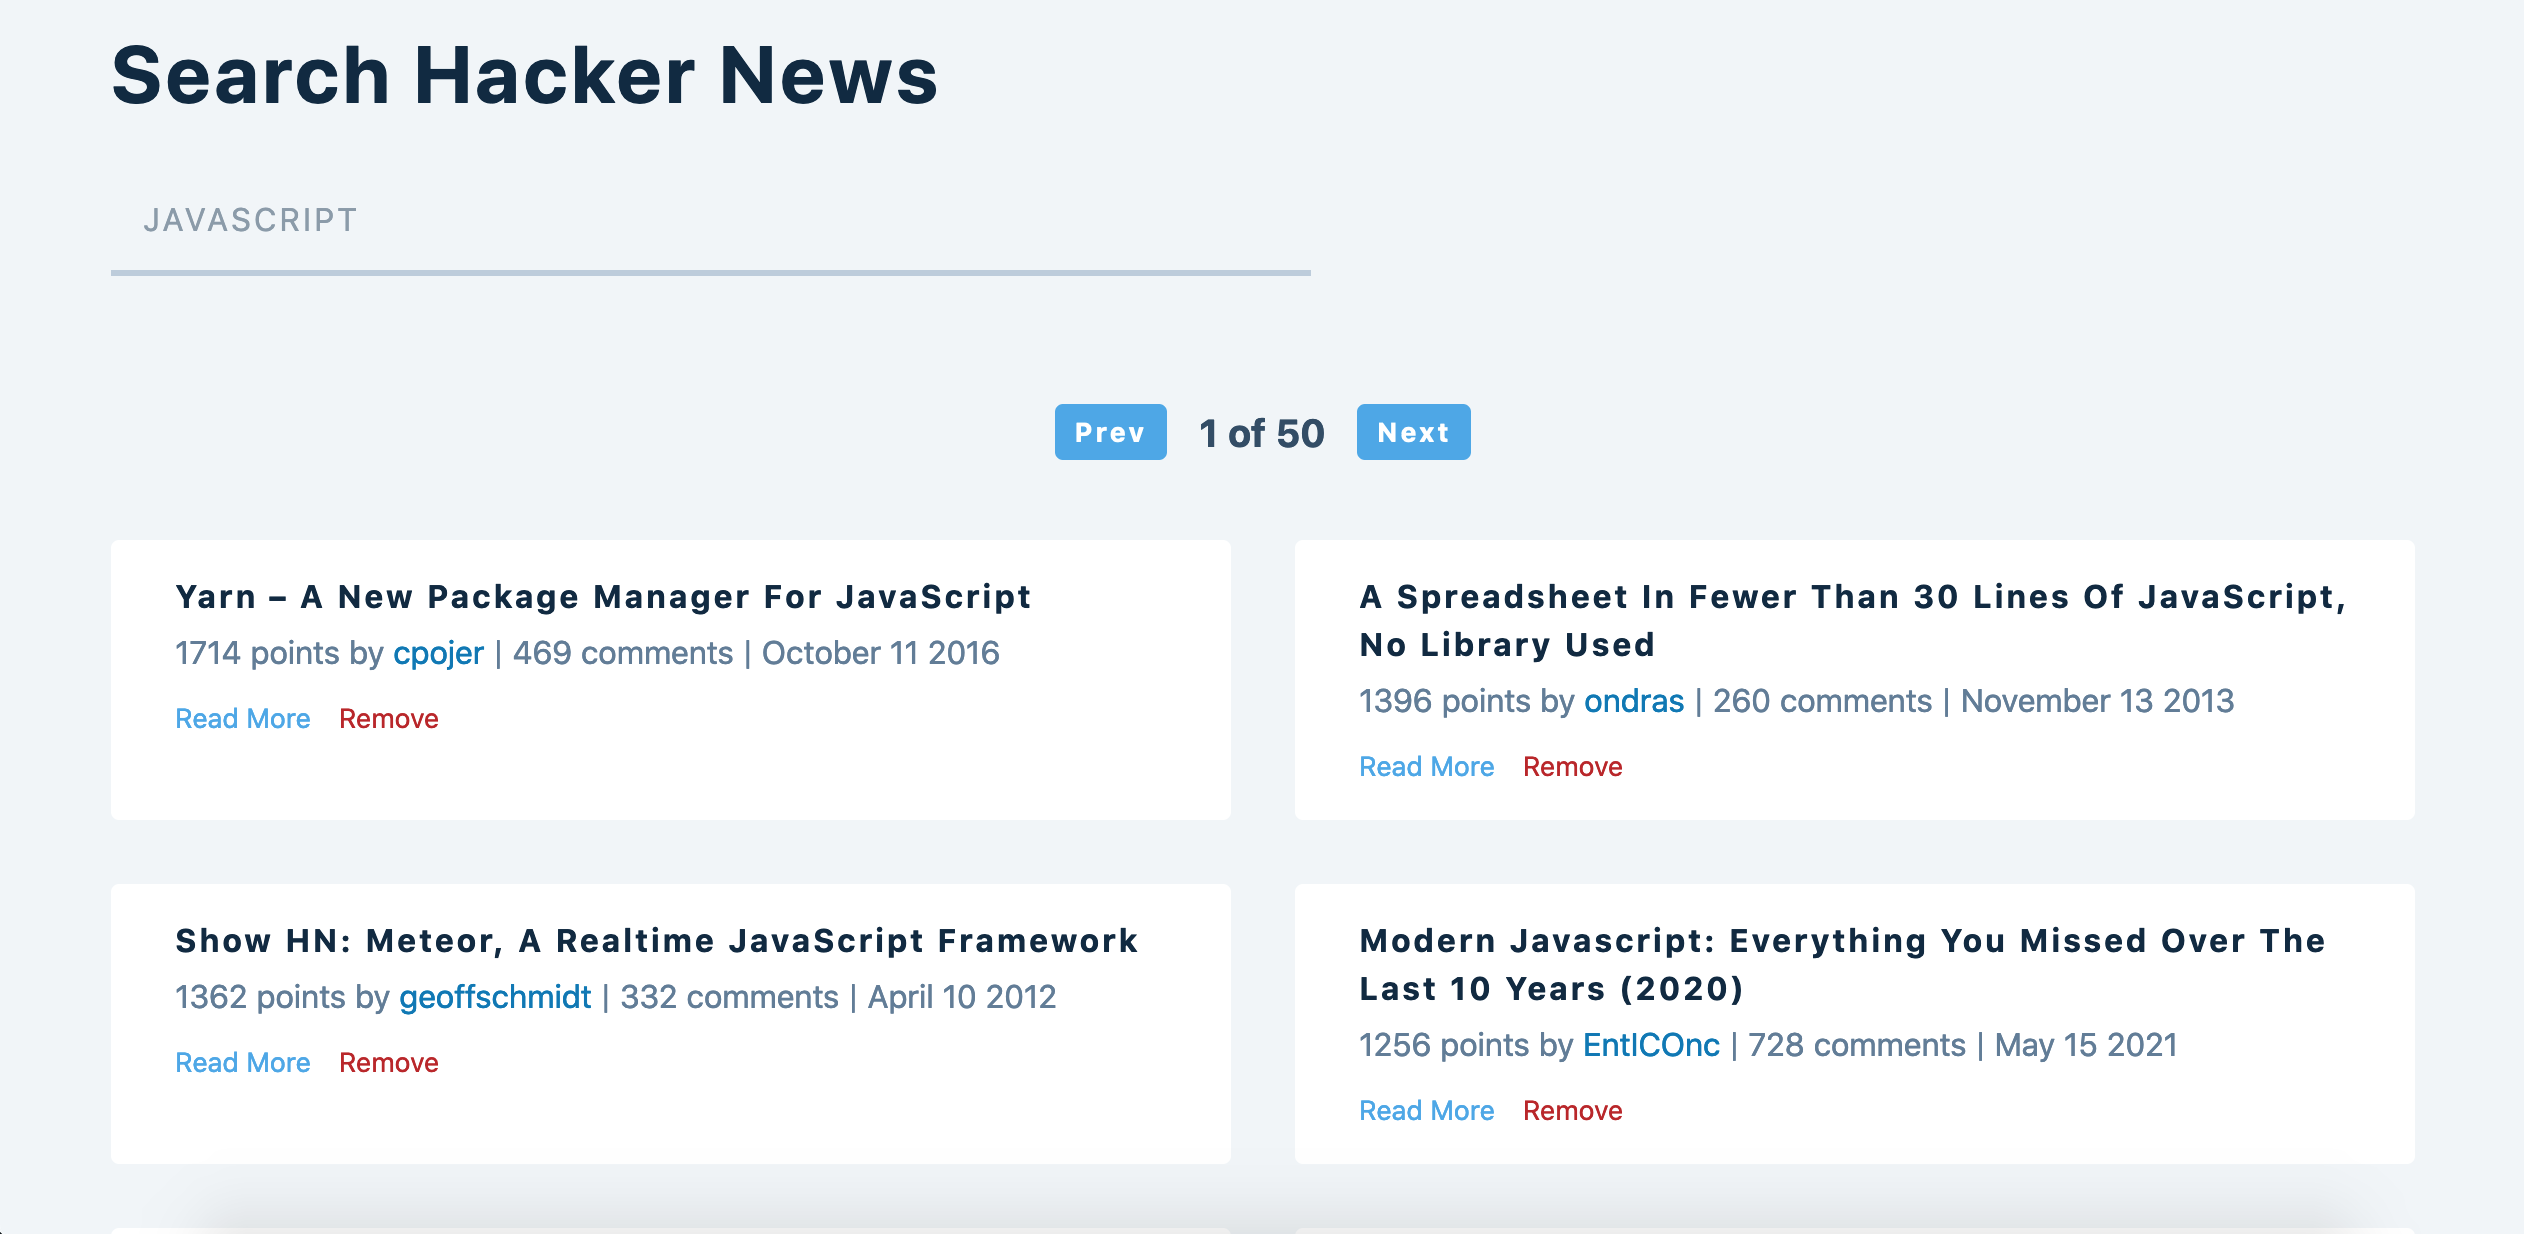 Search Hacker News
JAVASCRIPT
Prev 1 of 50 Next
Yarn – A New Package Manager For JavaScript
1714 points by cpojer | 469 comments | October 11 2016
Read More Remove
A Spreadsheet In Fewer Than 30 Lines Of JavaScript,
No Library Used
1396 points by ondras | 260 comments | November 13 2013
Read More Remove
Show HN: Meteor, A Realtime JavaScript Framework
1362 points by geoffschmidt | 332 comments | April 10 2012
Read More Remove
Modern Javascript: Everything You Missed Over The
Last 10 Years (2020)
1256 points by EntICOnc | 728 comments | May 15 2021
Read More Remove